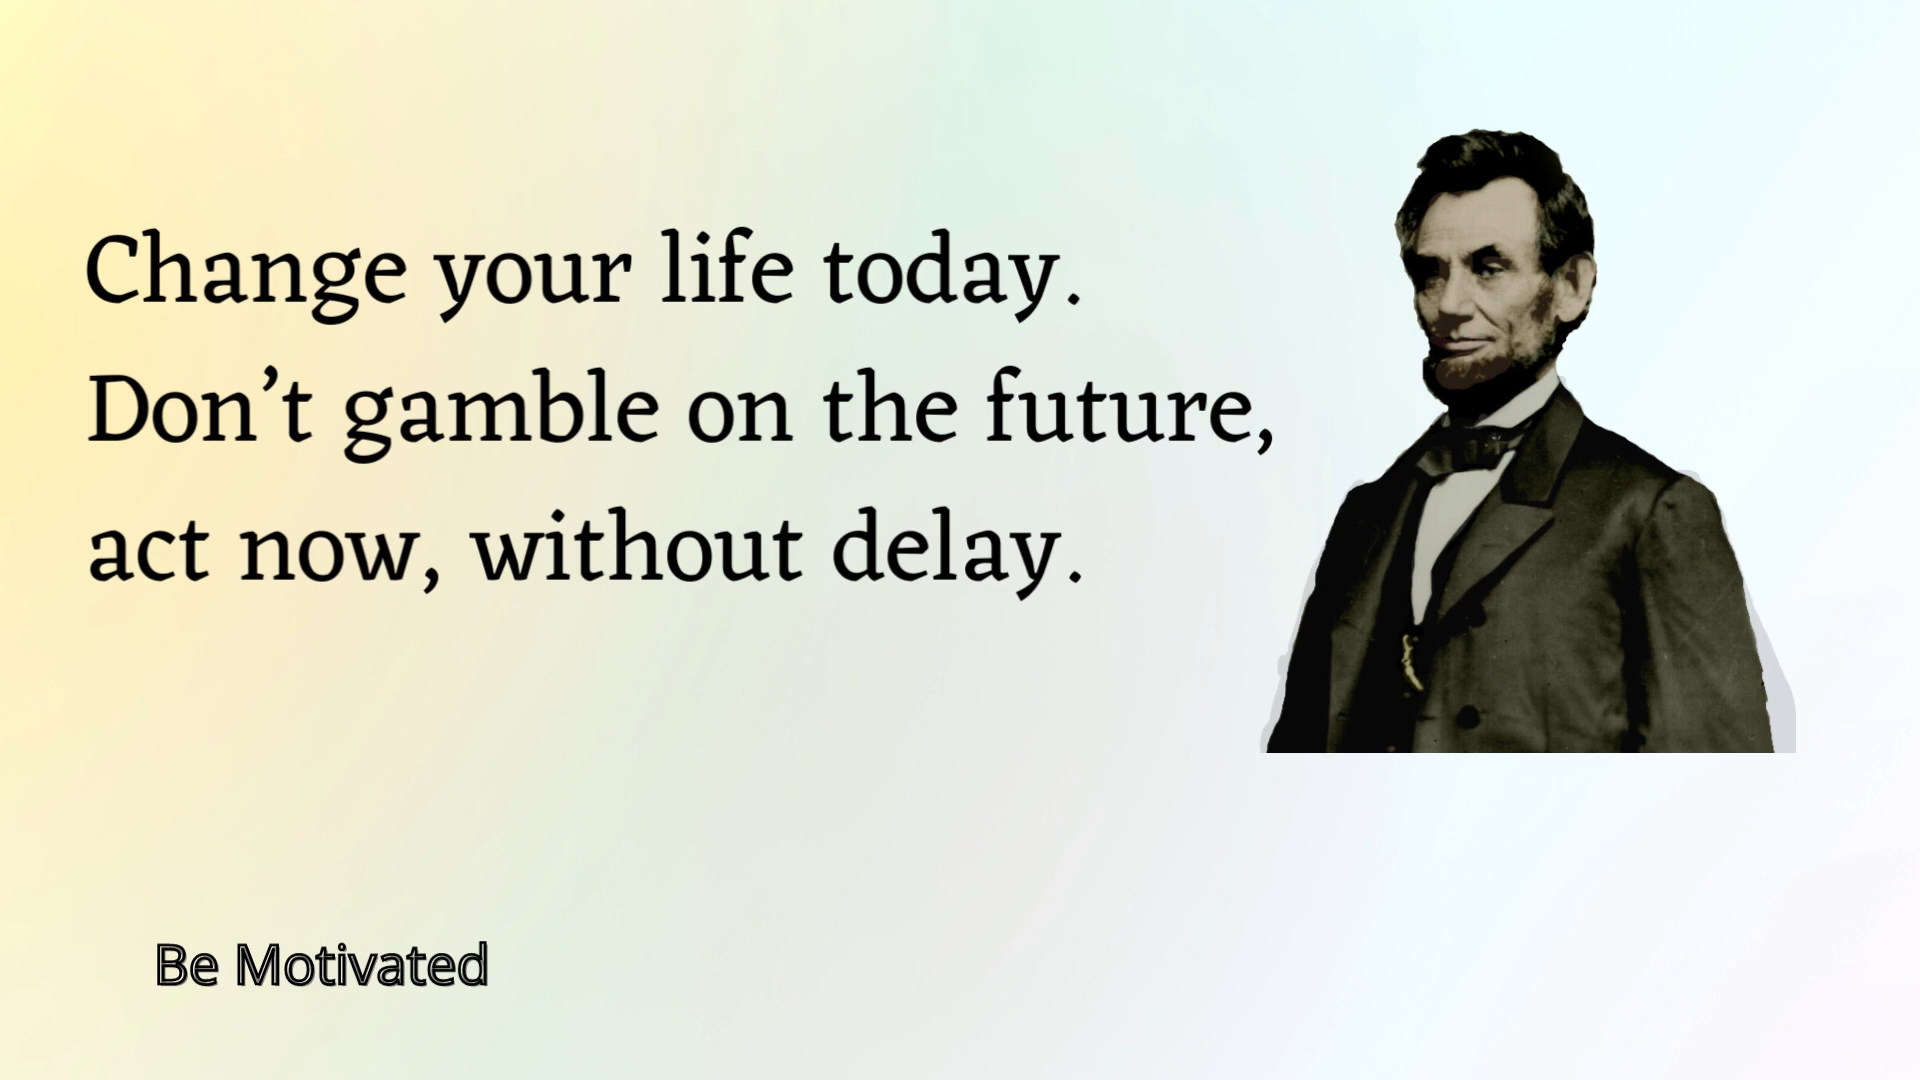 Change your life today.
Don’t gamble on the future,
act now, without delay.
Be Motivated